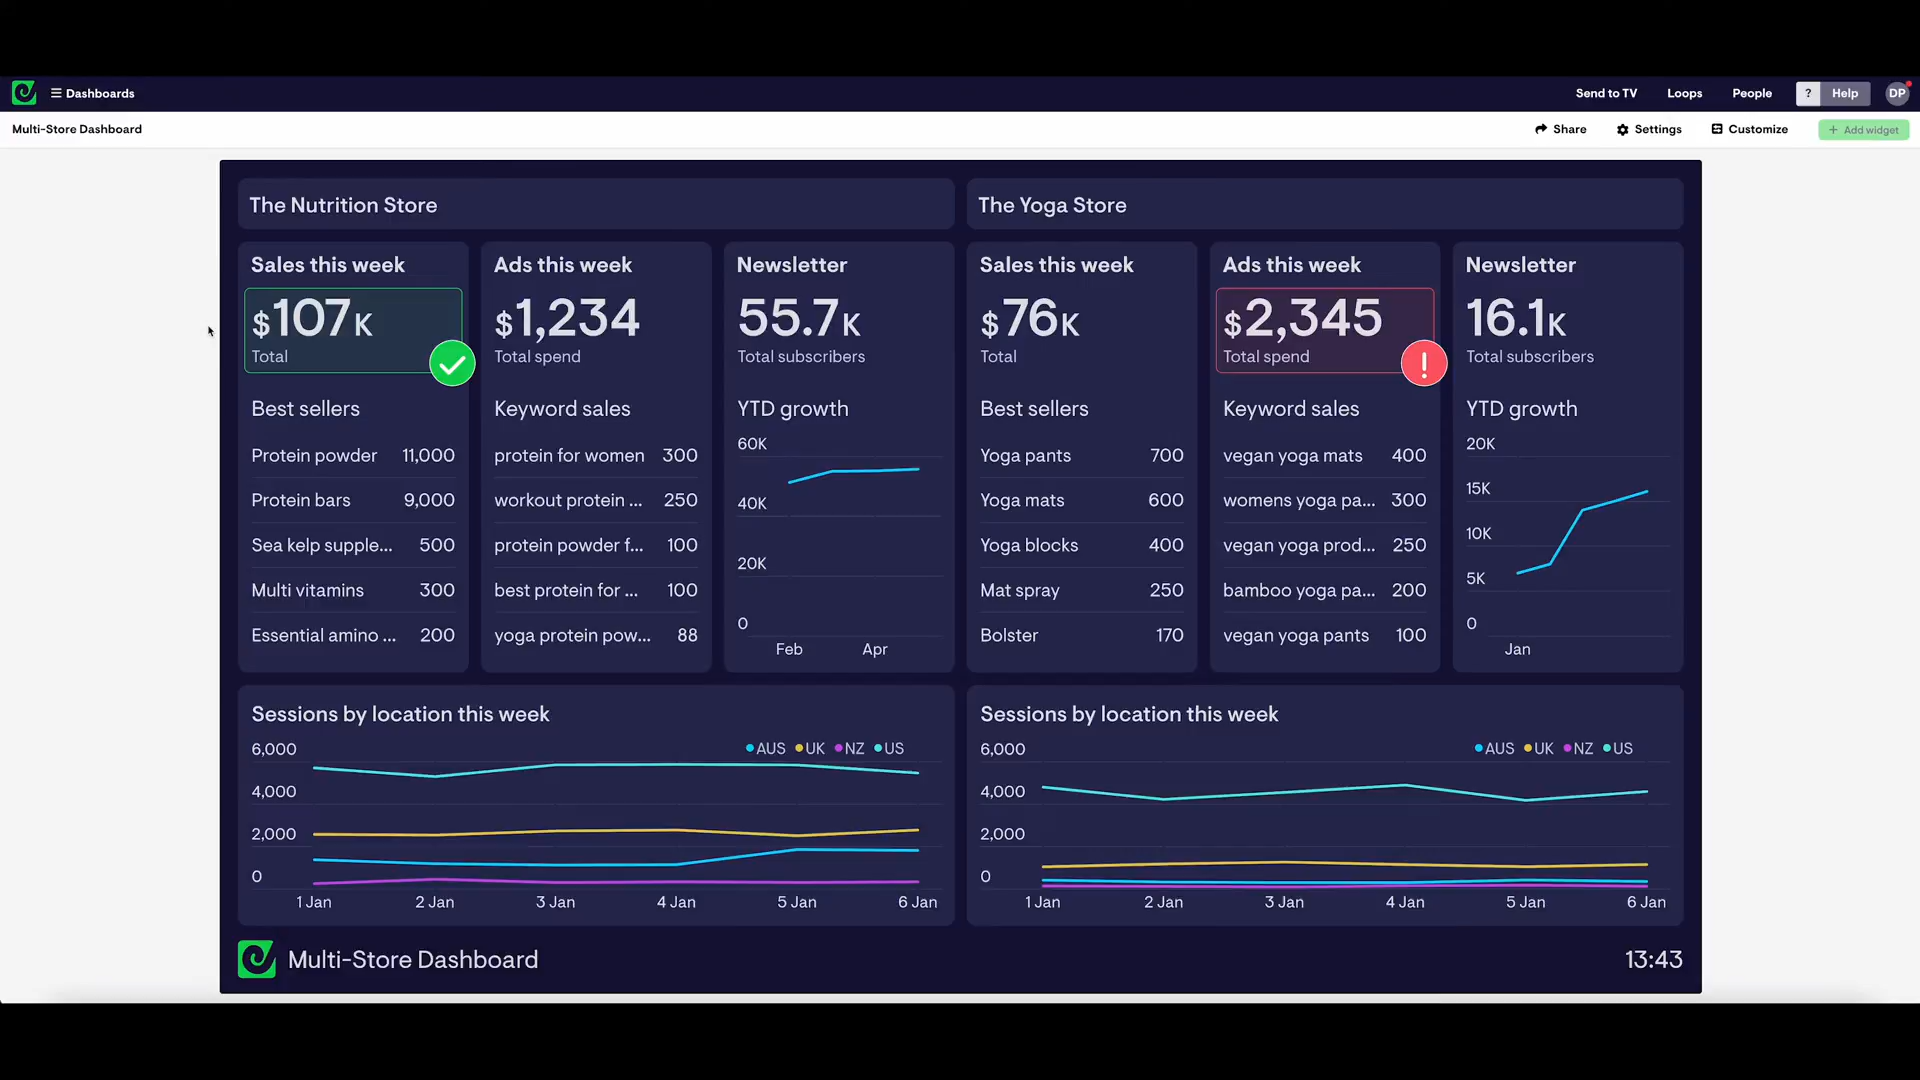 Dashboards
Send to TV
Loops
People
? Help
DP
Multi-Store Dashboard
Share
Settings
Customize
+ Add widget
The Nutrition Store
Sales this week
$107K
Total
Best sellers
Protein powder 11,000
Protein bars 9,000
Sea kelp supple... 500
Multi vitamins 300
Essential amino ... 200
Ads this week
$1,234
Total spend
Keyword sales
protein for women 300
workout protein ... 250
protein powder f... 100
best protein for ... 100
yoga protein pow... 88
Newsletter
55.7K
Total subscribers
YTD growth
60K
40K
20K
0
Feb Apr
Sessions by location this week
AUS UK NZ US
6,000
4,000
2,000
0
1 Jan 2 Jan 3 Jan 4 Jan 5 Jan 6 Jan
The Yoga Store
Sales this week
$76K
Total
Best sellers
Yoga pants 700
Yoga mats 600
Yoga blocks 400
Mat spray 250
Bolster 170
Ads this week
$2,345
Total spend
!
Keyword sales
vegan yoga mats 400
womens yoga pa... 300
vegan yoga prod... 250
bamboo yoga pa... 200
vegan yoga pants 100
Newsletter
16.1K
Total subscribers
YTD growth
20K
15K
10K
5K
0
Jan
Sessions by location this week
AUS UK NZ US
6,000
4,000
2,000
0
1 Jan 2 Jan 3 Jan 4 Jan 5 Jan 6 Jan
Multi-Store Dashboard
13:43